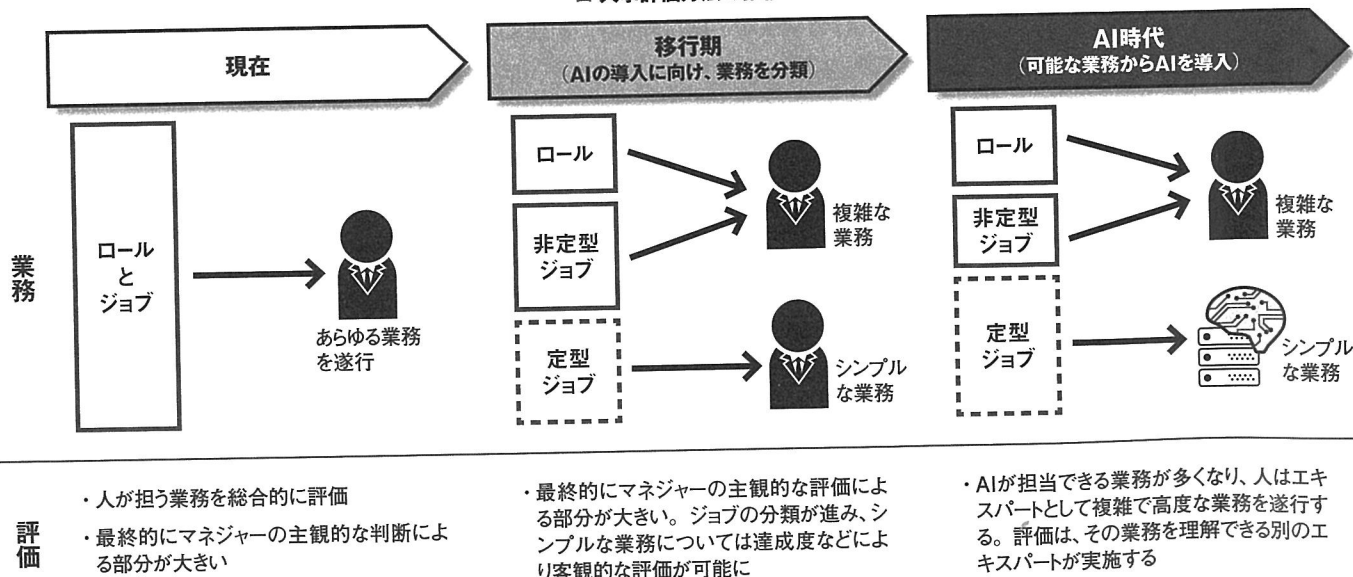 現在
移行期
(AIの導入に向け、業務を分類)
AI時代
(可能な業務からAIを導入)
業務
ロール
と
ジョブ
あらゆる業務
を遂行
ロール
非定型
ジョブ
定型
ジョブ
複雑な
業務
シンプル
な業務
ロール
非定型
ジョブ
定型
ジョブ
複雑な
業務
シンプル
な業務
評価
・人が担う業務を総合的に評価
・最終的にマネジャーの主観的な判断によ
る部分が大きい
・最終的にマネジャーの主観的な評価によ
る部分が大きい。ジョブの分類が進み、シ
ンプルな業務については達成度などによ
り客観的な評価が可能に
・AIが担当できる業務が多くなり、人はエキ
スパートとして複雑で高度な業務を遂行す
る。評価は、その業務を理解できる別のエ
キスパートが実施する